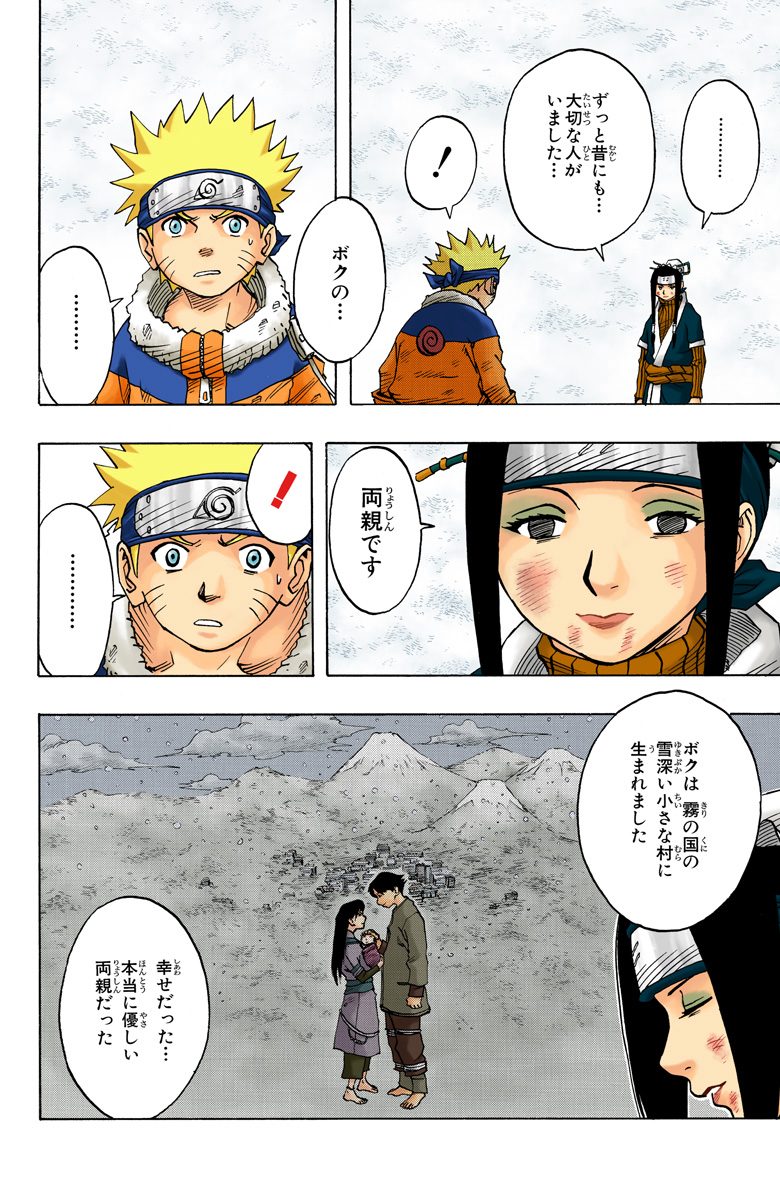 ………
ずっと昔にも…
大切な人が
いました…
！
ボクの…
………
両親です
！
………
ボクは 霧の国の
雪深い小さな村に
生まれました
幸せだった…
本当に優しい
両親だった